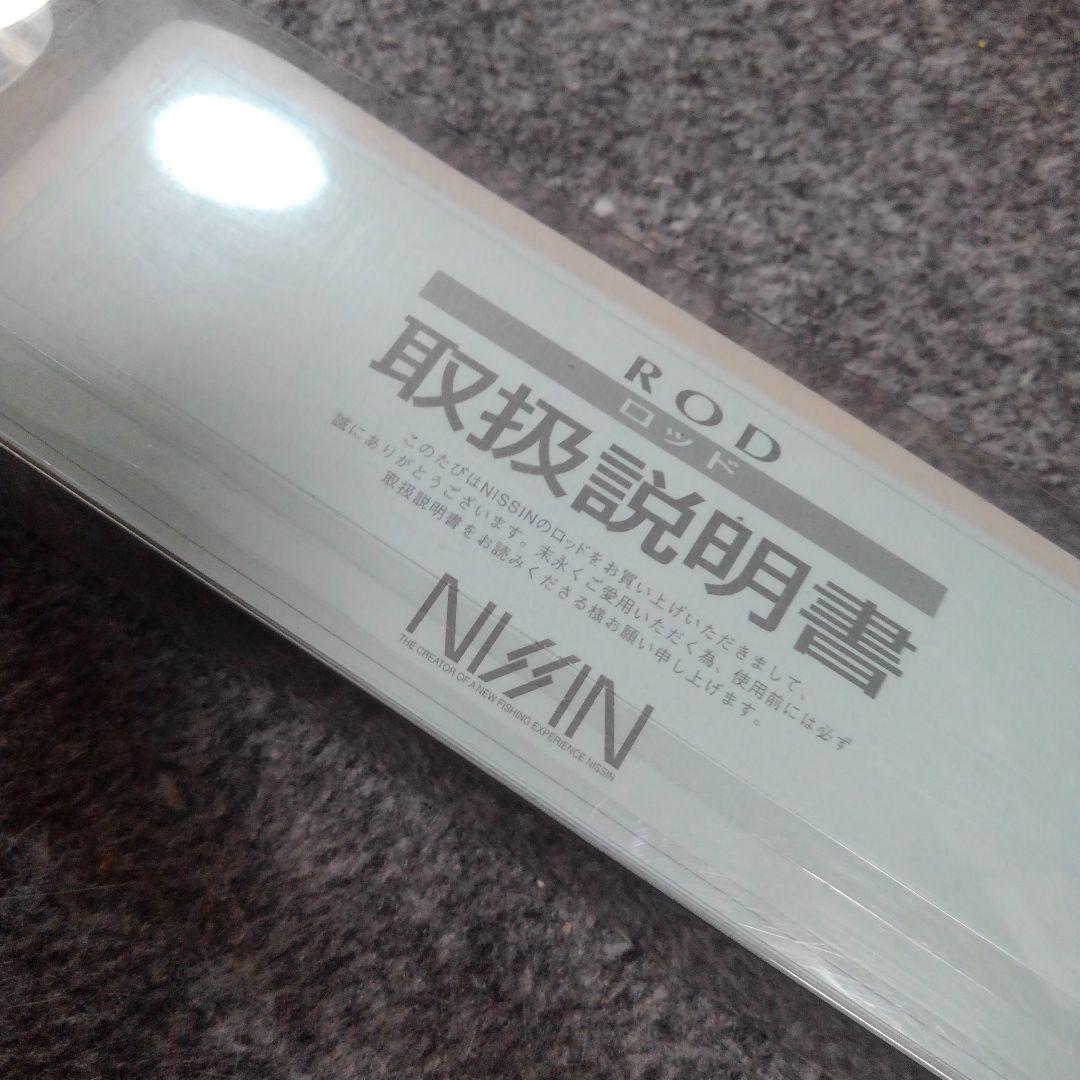 ROD
ロッド
取扱説明書
このたびはNISSINのロッドをお買い上げいただきまして、
誠にありがとうございます。末永くご愛用いただく為、使用前には必ず
取扱説明書をお読みくださる様お願い申し上げます。
NISSIN
THE CREATOR OF A NEW FISHING EXPERIENCE NISSIN